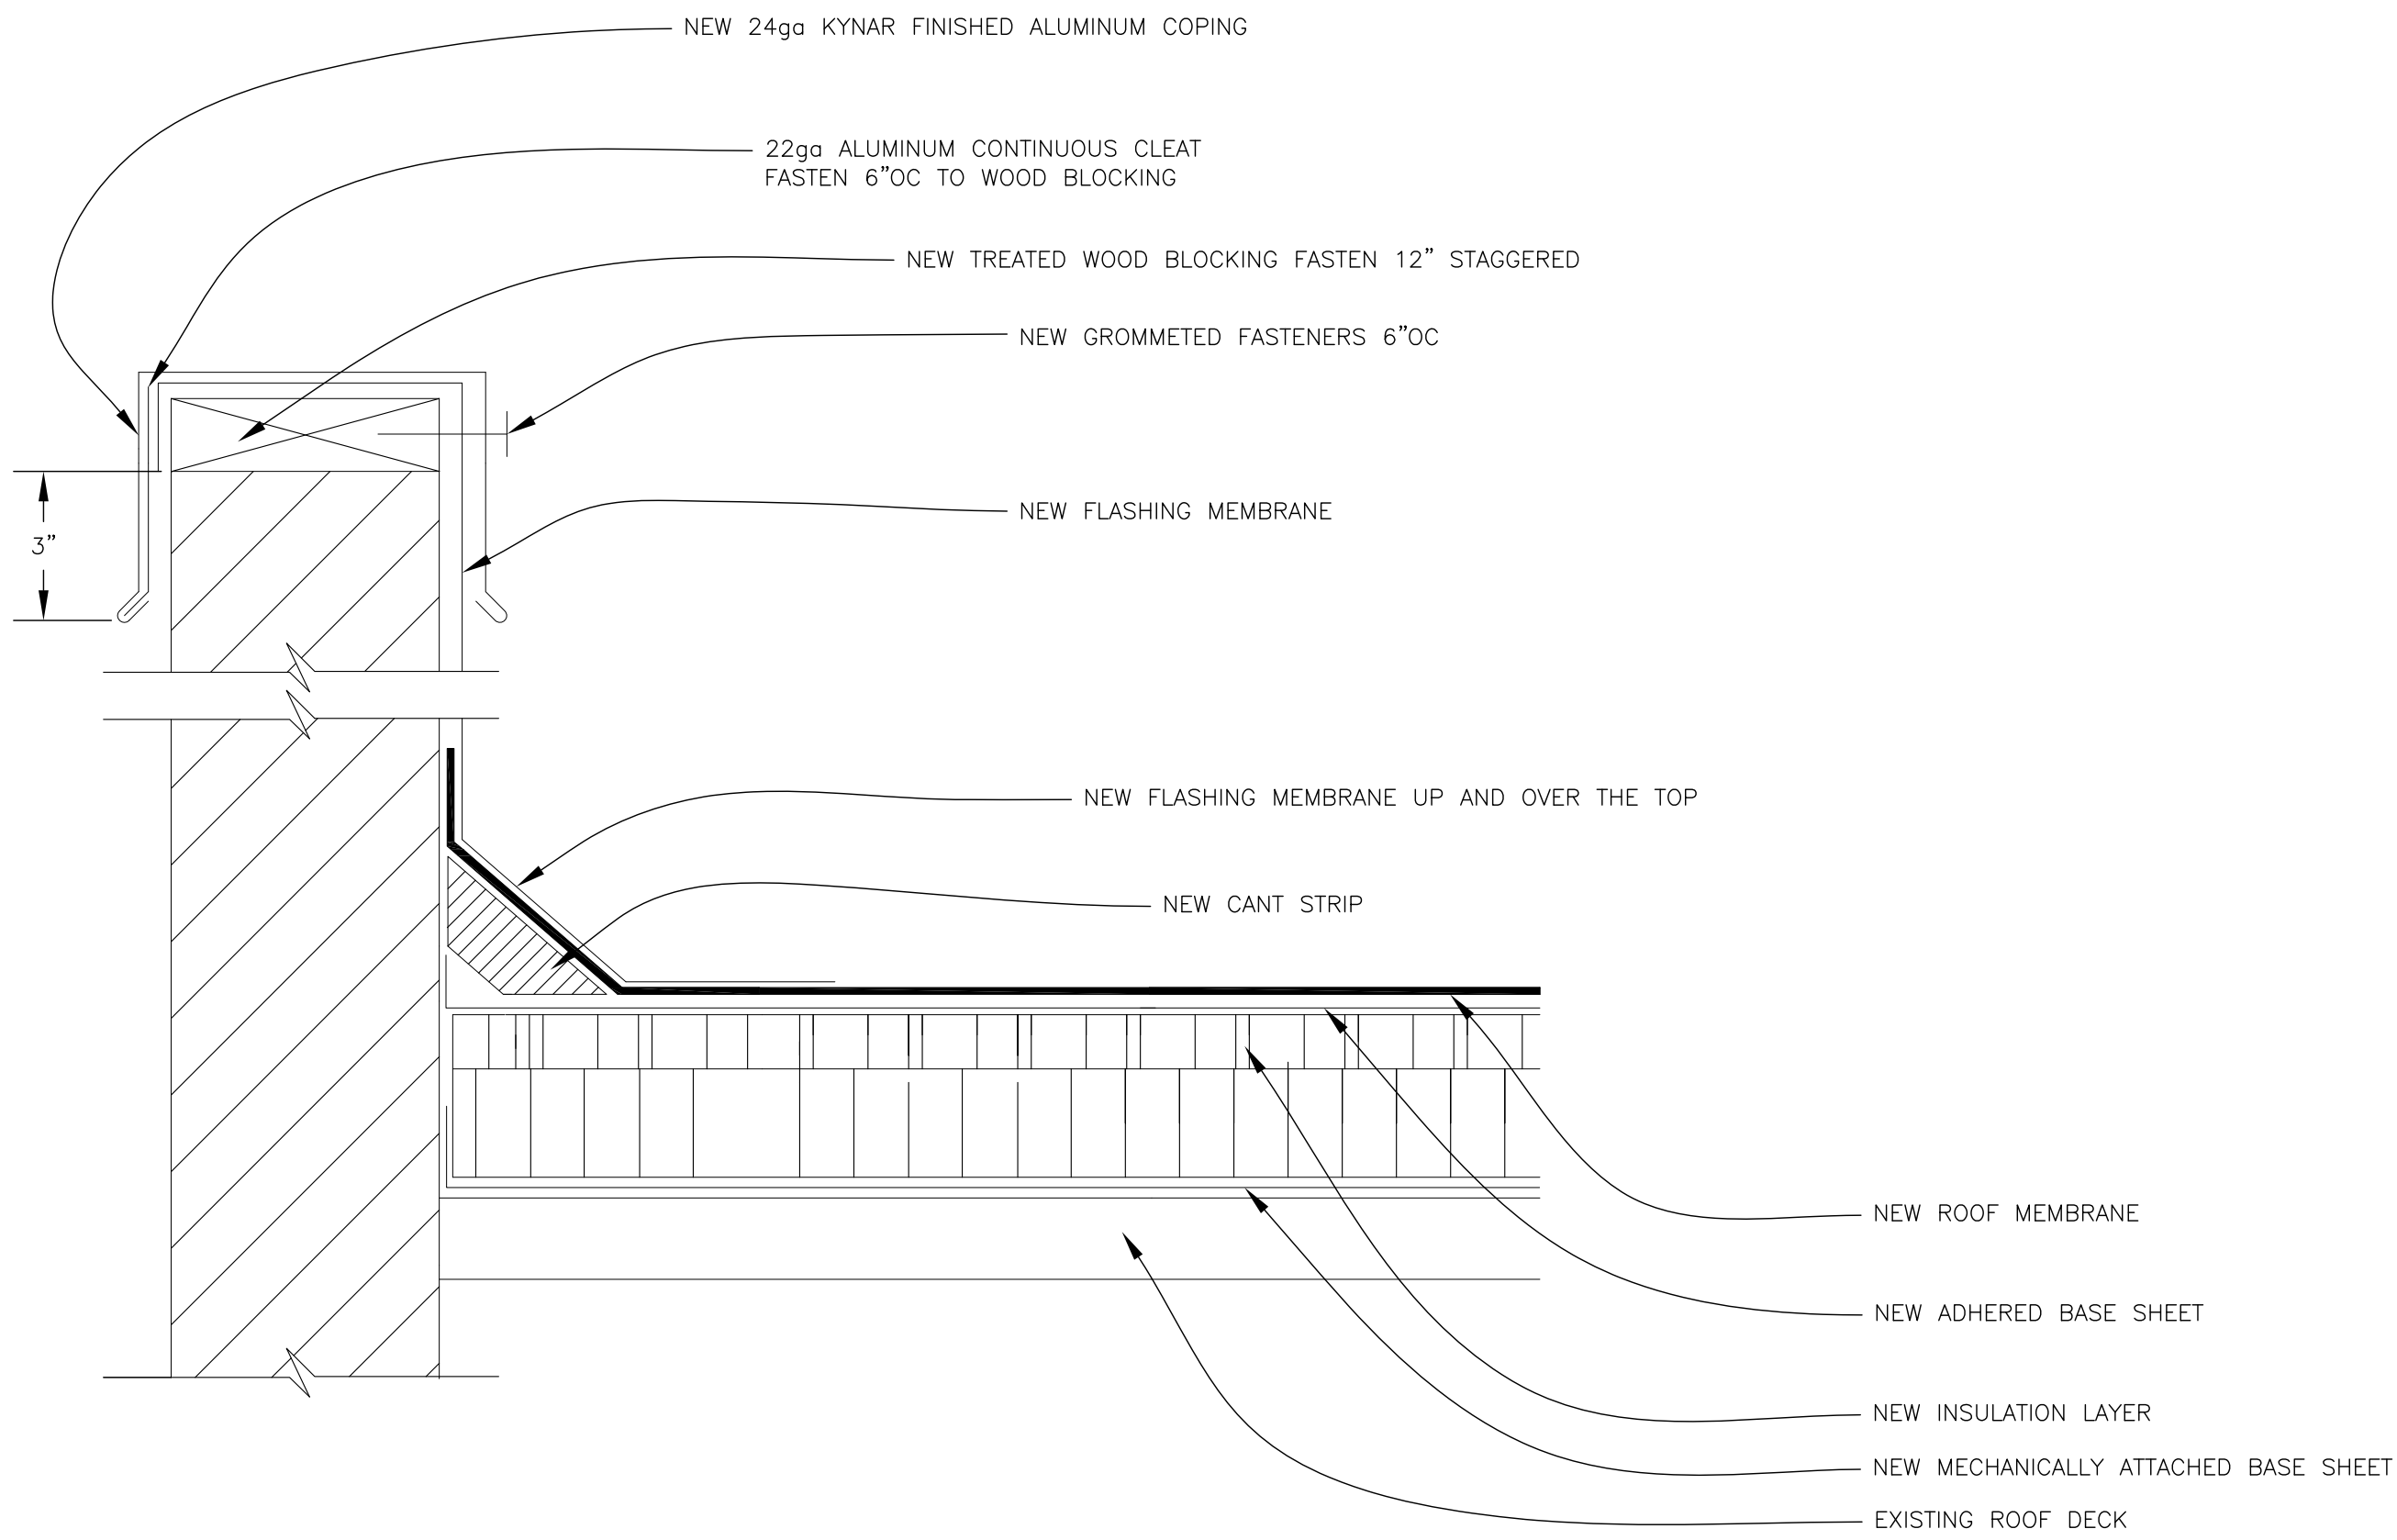 NEW 24ga KYNAR FINISHED ALUMINUM COPING
22ga ALUMINUM CONTINUOUS CLEAT
FASTEN 6"OC TO WOOD BLOCKING
NEW TREATED WOOD BLOCKING FASTEN 12" STAGGERED
NEW GROMMETED FASTENERS 6"OC
NEW FLASHING MEMBRANE
3"
NEW FLASHING MEMBRANE UP AND OVER THE TOP
NEW CANT STRIP
NEW ROOF MEMBRANE
NEW ADHERED BASE SHEET
NEW INSULATION LAYER
NEW MECHANICALLY ATTACHED BASE SHEET
EXISTING ROOF DECK